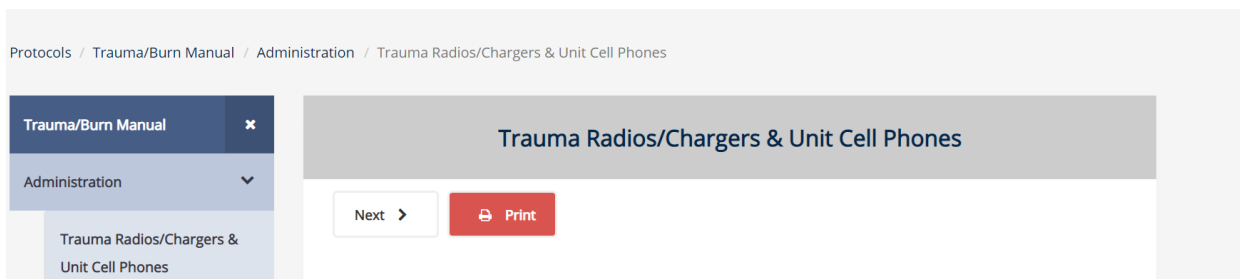 Protocols / Trauma/Burn Manual / Administration / Trauma Radios/Chargers & Unit Cell Phones
Trauma/Burn Manual
Administration
Trauma Radios/Chargers &
Unit Cell Phones
Trauma Radios/Chargers & Unit Cell Phones
Next
Print